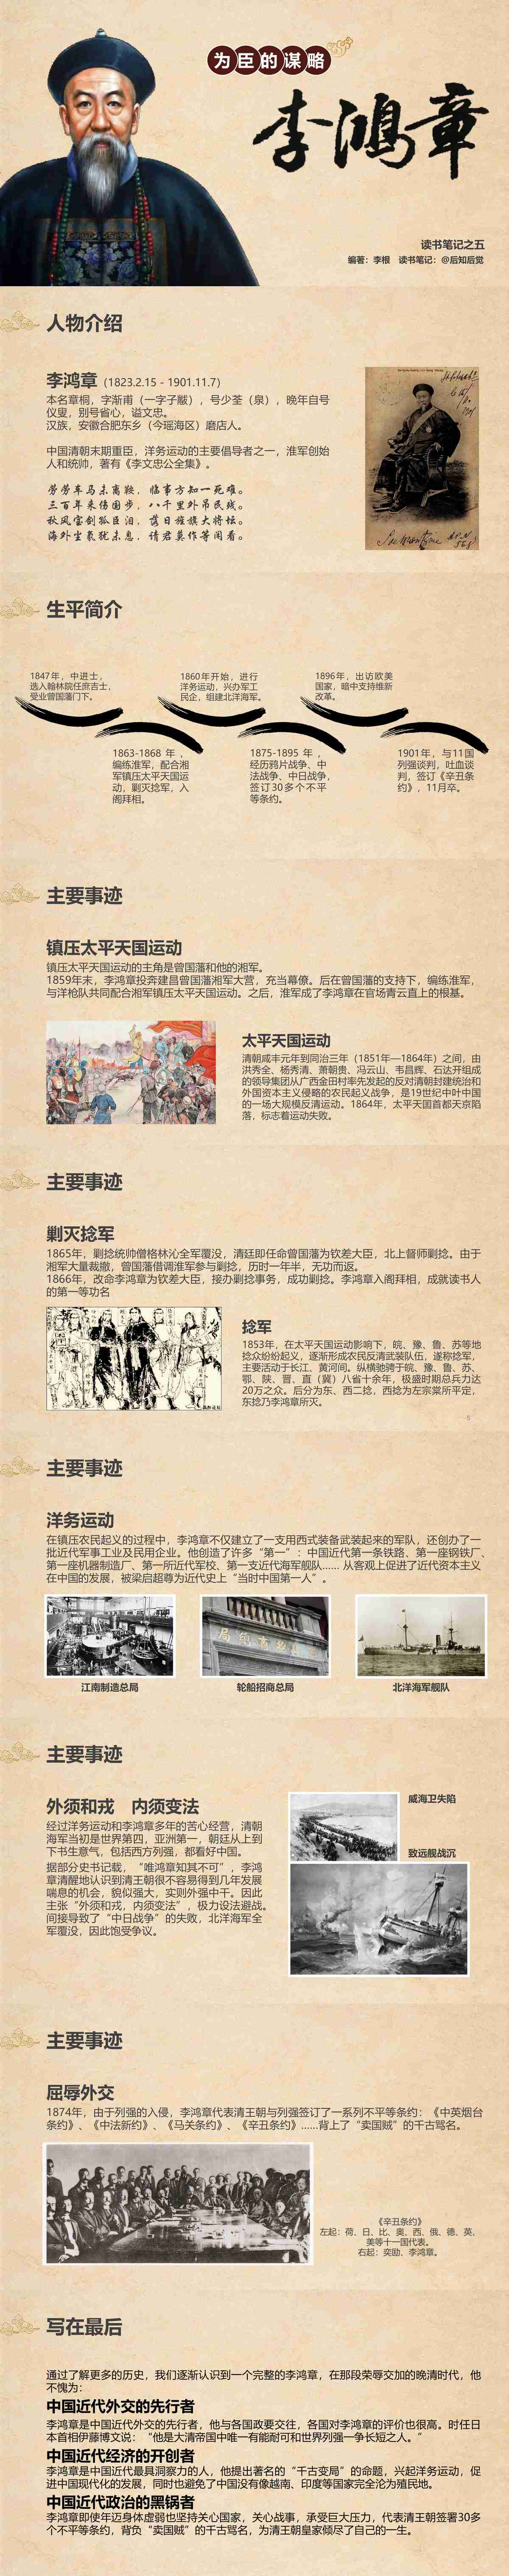 为臣的谋略
李鸿章
读书笔记之五
编著：李根 读书笔记：@后知后觉
人物介绍
李鸿章（1823.2.15 - 1901.11.7）
本名章桐，字渐甫（一字子黻），号少荃（泉），晚年自号
仪叟，别号省心，谥文忠。
汉族，安徽合肥东乡（今瑶海区）磨店人。
中国清朝末期重臣，洋务运动的主要倡导者之一，淮军创始
人和统帅，著有《李文忠公全集》。
劳劳车马未离鞍，临事方知一死难。
三百年来伤国步，八千里外吊民残。
秋风宝剑孤臣泪，落日旌旗大将坛。
海外尘氛犹未息，请君莫作等闲看。
生平简介
1847年，中进士，
选入翰林院任庶吉士，
受业曾国藩门下。
1860年开始，进行
洋务运动，兴办军工
民企，组建北洋海军。
1896年，出访欧美
国家，暗中支持维新
改革。
1863-1868 年，
编练淮军，配合湘
军镇压太平天国运
动，剿灭捻军，入
阁拜相。
1875-1895 年，
经历鸦片战争、中
法战争、中日战争，
签订30多个不平
等条约。
1901年，与11国
列强谈判，吐血谈
判，签订《辛丑条
约》，11月卒。
主要事迹
镇压太平天国运动
镇压太平天国运动的主角是曾国藩和他的湘军。
1859年末，李鸿章投奔建昌曾国藩湘军大营，充当幕僚。后在曾国藩的支持下，编练淮军，
与洋枪队共同配合湘军镇压太平天国运动。之后，淮军成了李鸿章在官场青云直上的根基。
太平天国运动
清朝咸丰元年到同治三年（1851年—1864年）之间，由
洪秀全、杨秀清、萧朝贵、冯云山、韦昌辉、石达开组成
的领导集团从广西金田村率先发起的反对清朝封建统治和
外国资本主义侵略的农民起义战争，是19世纪中叶中国
的一场大规模反清运动。1864年，太平天国首都天京陷
落，标志着运动失败。
主要事迹
剿灭捻军
1865年，剿捻统帅僧格林沁全军覆没，清廷即任命曾国藩为钦差大臣，北上督师剿捻。由于
湘军大量裁撤，曾国藩借调淮军参与剿捻，历时一年半，无功而返。
1866年，改命李鸿章为钦差大臣，接办剿捻事务，成功剿捻。李鸿章入阁拜相，成就读书人
的第一等功名
捻军
1853年，在太平天国运动影响下，皖、豫、鲁、苏等地
捻众纷纷起义，逐渐形成农民反清武装队伍，遂称捻军，
主要活动于长江、黄河间。纵横驰骋于皖、豫、鲁、苏、
鄂、陕、晋、直（冀）八省十余年，极盛时期总兵力达
20万之众。后分为东、西二捻，西捻为左宗棠所平定，
东捻乃李鸿章所灭。
5
主要事迹
洋务运动
在镇压农民起义的过程中，李鸿章不仅建立了一支用西式装备武装起来的军队，还创办了一
批近代军事工业及民用企业。他创造了许多“第一”：中国近代第一条铁路、第一座钢铁厂、
第一座机器制造厂、第一所近代军校、第一支近代海军舰队...... 从客观上促进了近代资本主义
在中国的发展，被梁启超尊为近代史上“当时中国第一人”。
江南制造总局
轮船招商总局
北洋海军舰队
主要事迹
外须和戎 内须变法
经过洋务运动和李鸿章多年的苦心经营，清朝
海军当初是世界第四，亚洲第一，朝廷从上到
下书生意气，包括西方列强，都看好中国。
据部分史书记载，“唯鸿章知其不可”，李鸿
章清醒地认识到清王朝很不容易得到几年发展
喘息的机会，貌似强大，实则外强中干。因此
主张“外须和戎，内须变法”，极力设法避战。
间接导致了“中日战争”的失败，北洋海军全
军覆没，因此饱受争议。
威海卫失陷
致远舰战沉
主要事迹
屈辱外交
1874年，由于列强的入侵，李鸿章代表清王朝与列强签订了一系列不平等条约：《中英烟台
条约》、《中法新约》、《马关条约》、《辛丑条约》......背上了“卖国贼”的千古骂名。
《辛丑条约》
左起：荷、日、比、奥、西、俄、德、英、
美等十一国代表。
右起：奕劻、李鸿章。
写在最后
通过了解更多的历史，我们逐渐认识到一个完整的李鸿章，在那段荣辱交加的晚清时代，他
不愧为：
中国近代外交的先行者
李鸿章是中国近代外交的先行者，他与各国政要交往，各国对李鸿章的评价也很高。时任日
本首相伊藤博文说：“他是大清帝国中唯一有能耐可和世界列强一争长短之人。”
中国近代经济的开创者
李鸿章是中国近代最具洞察力的人，他提出著名的“千古变局”的命题，兴起洋务运动，促
进中国现代化的发展，同时也避免了中国没有像越南、印度等国家完全沦为殖民地。
中国近代政治的黑锅者
李鸿章即使年迈身体虚弱也坚持关心国家，关心战事，承受巨大压力，代表清王朝签署30多
个不平等条约，背负“卖国贼”的千古骂名，为清王朝皇家倾尽了自己的一生。